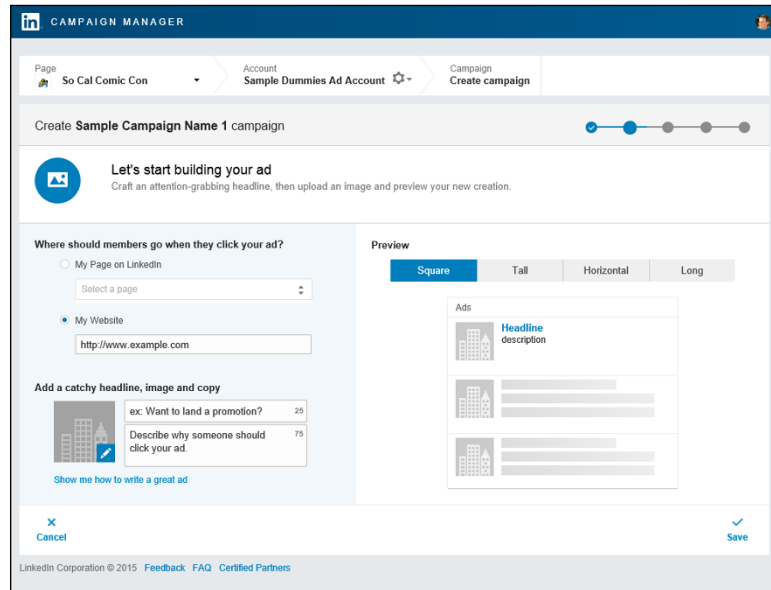 in CAMPAIGN MANAGER
Page
So Cal Comic Con
Account
Sample Dummies Ad Account
Campaign
Create campaign
Create Sample Campaign Name 1 campaign
Let's start building your ad
Craft an attention-grabbing headline, then upload an image and preview your new creation.
Where should members go when they click your ad?
My Page on LinkedIn
Select a page
My Website
http://www.example.com
Add a catchy headline, image and copy
ex: Want to land a promotion? 25
Describe why someone should 75
click your ad.
Show me how to write a great ad
Preview
Square Tall Horizontal Long
Ads
Headline
description
Cancel
Save
LinkedIn Corporation © 2015 Feedback FAQ Certified Partners